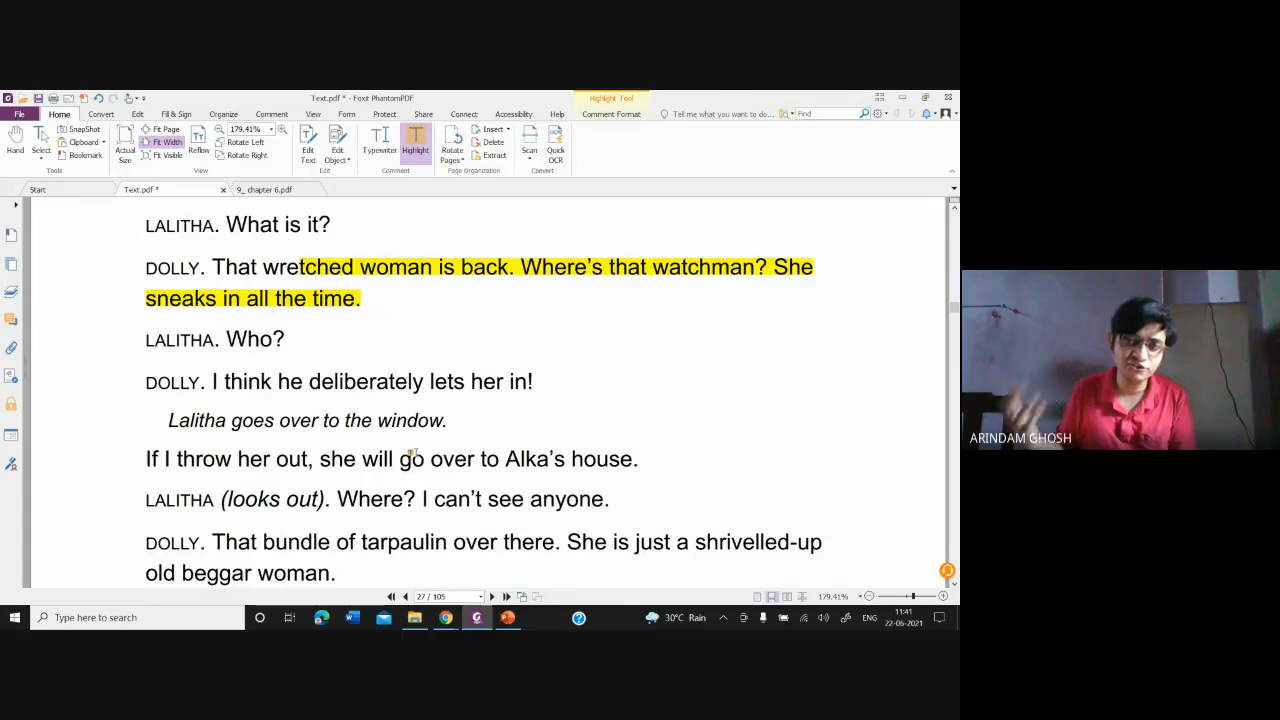 Text.pdf * - Foxit PhantomPDF
Highlight Tool
File Home Convert Edit Fill & Sign Organize Comment View Form Protect Share Connect Accessibility Help Comment Format Tell me what you want to do... Find
Hand Select SnapShot Clipboard Bookmark Actual Size Fit Page Fit Width Fit Visible Reflow 179.41% Rotate Left Rotate Right Edit Text Edit Object Typewriter Highlight Rotate Pages Insert Delete Extract Scan Quick OCR
Tools View Edit Comment Page Organization Convert
Start Text.pdf * 9_ chapter 6.pdf
LALITHA. What is it?
DOLLY. That wretched woman is back. Where's that watchman? She
sneaks in all the time.
LALITHA. Who?
DOLLY. I think he deliberately lets her in!
Lalitha goes over to the window.
If I throw her out, she will go over to Alka's house.
LALITHA (looks out). Where? I can't see anyone.
DOLLY. That bundle of tarpaulin over there. She is just a shrivelled-up
old beggar woman.
ARINDAM GHOSH
27 / 105 179.41%
Type here to search 30°C Rain ENG 11:41
22-06-2021